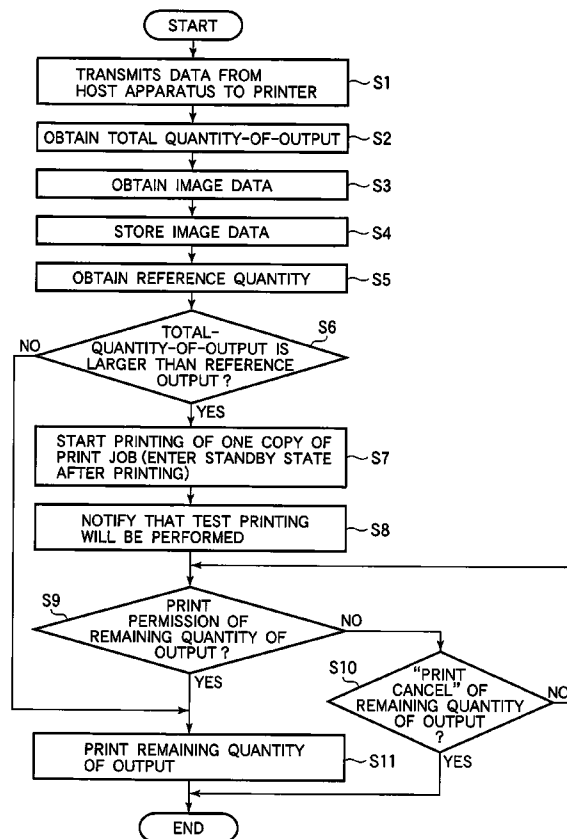 START
TRANSMITS DATA FROM
HOST APPARATUS TO PRINTER
S1
OBTAIN TOTAL QUANTITY-OF-OUTPUT
S2
OBTAIN IMAGE DATA
S3
STORE IMAGE DATA
S4
OBTAIN REFERENCE QUANTITY
S5
S6
TOTAL-
QUANTITY-OF-OUTPUT IS
LARGER THAN REFERENCE
OUTPUT?
NO
YES
START PRINTING OF ONE COPY OF
PRINT JOB (ENTER STANDBY STATE
AFTER PRINTING)
S7
NOTIFY THAT TEST PRINTING
WILL BE PERFORMED
S8
S9
PRINT
PERMISSION OF
REMAINING QUANTITY OF
OUTPUT?
NO
YES
S10
"PRINT
CANCEL" OF
REMAINING QUANTITY
OF OUTPUT
?
NO
YES
PRINT REMAINING QUANTITY
OF OUTPUT
S11
END